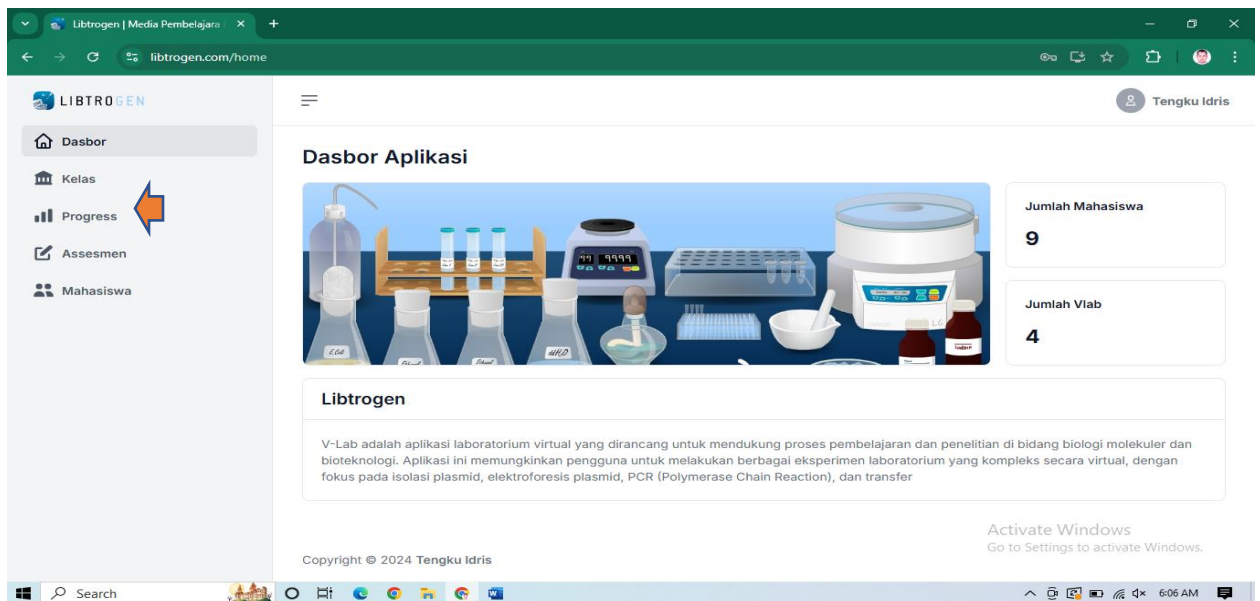 Libtrogen | Media Pembelajara
libtrogen.com/home
LIBTROGEN
Tengku Idris
Dasbor
Kelas
Progress
Assesmen
Mahasiswa
Dasbor Aplikasi
E.Coli
ddH2O
Iodine
Jumlah Mahasiswa
9
Jumlah Vlab
4
Libtrogen
V-Lab adalah aplikasi laboratorium virtual yang dirancang untuk mendukung proses pembelajaran dan penelitian di bidang biologi molekuler dan
bioteknologi. Aplikasi ini memungkinkan pengguna untuk melakukan berbagai eksperimen laboratorium yang kompleks secara virtual, dengan
fokus pada isolasi plasmid, elektroforesis plasmid, PCR (Polymerase Chain Reaction), dan transfer
Activate Windows
Go to Settings to activate Windows.
Copyright © 2024 Tengku Idris
Search
6:06 AM